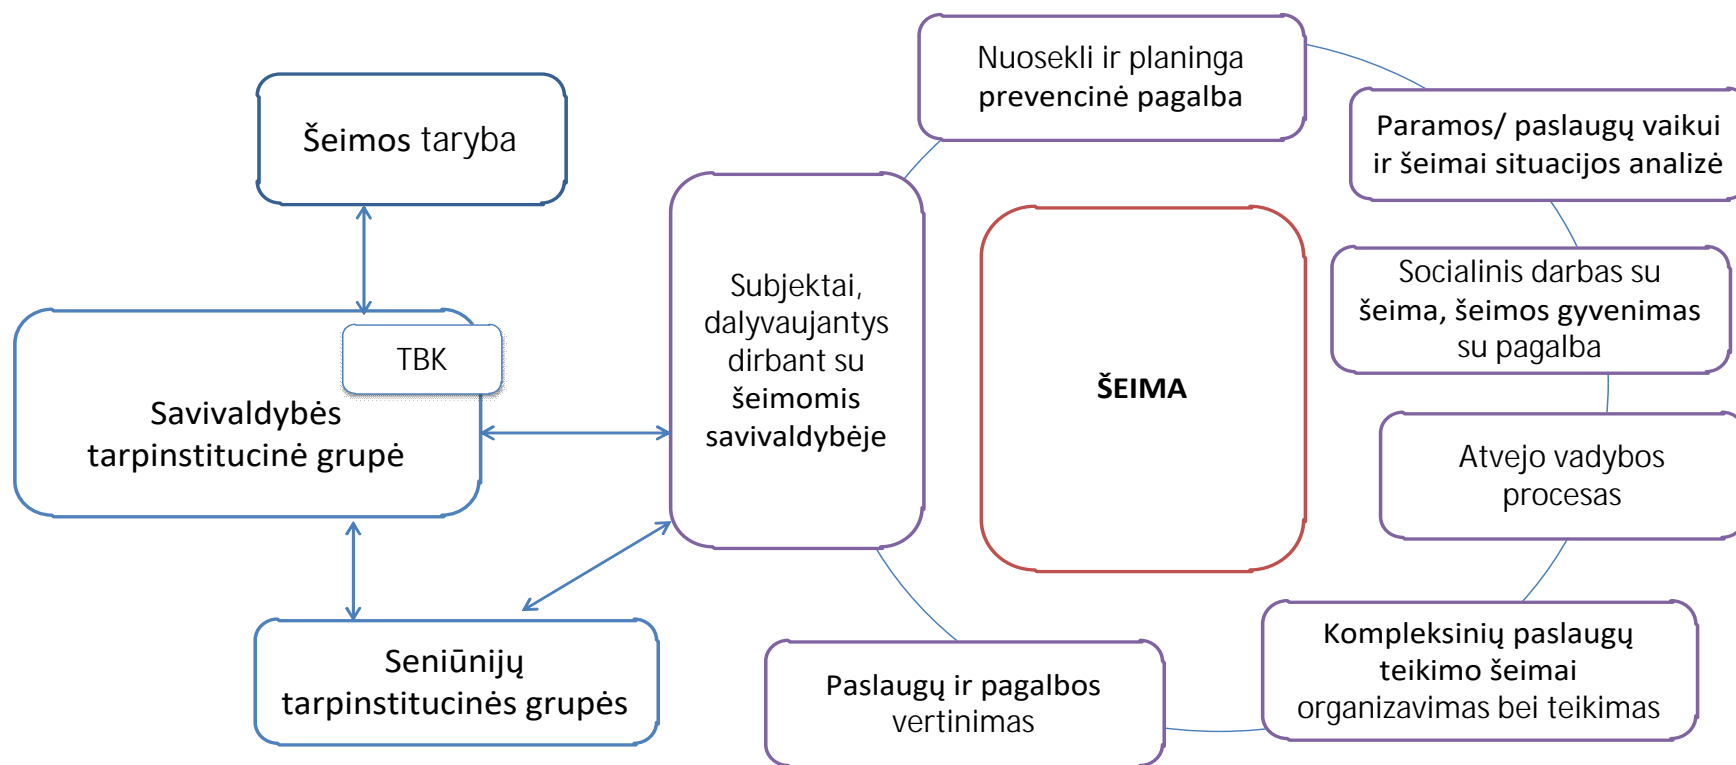 Šeimos taryba
TBK
Savivaldybės
tarpinstitucinė grupė
Seniūnijų
tarpinstitucinės grupės
Subjektai,
dalyvaujantys
dirbant su
šeimomis
savivaldybėje
ŠEIMA
Nuosekli ir planinga
prevencinė pagalba
Paramos/ paslaugų vaikui
ir šeimai situacijos analizė
Socialinis darbas su
šeima, šeimos gyvenimas
su pagalba
Atvejo vadybos
procesas
Kompleksinių paslaugų
teikimo šeimai
organizavimas bei teikimas
Paslaugų ir pagalbos
vertinimas